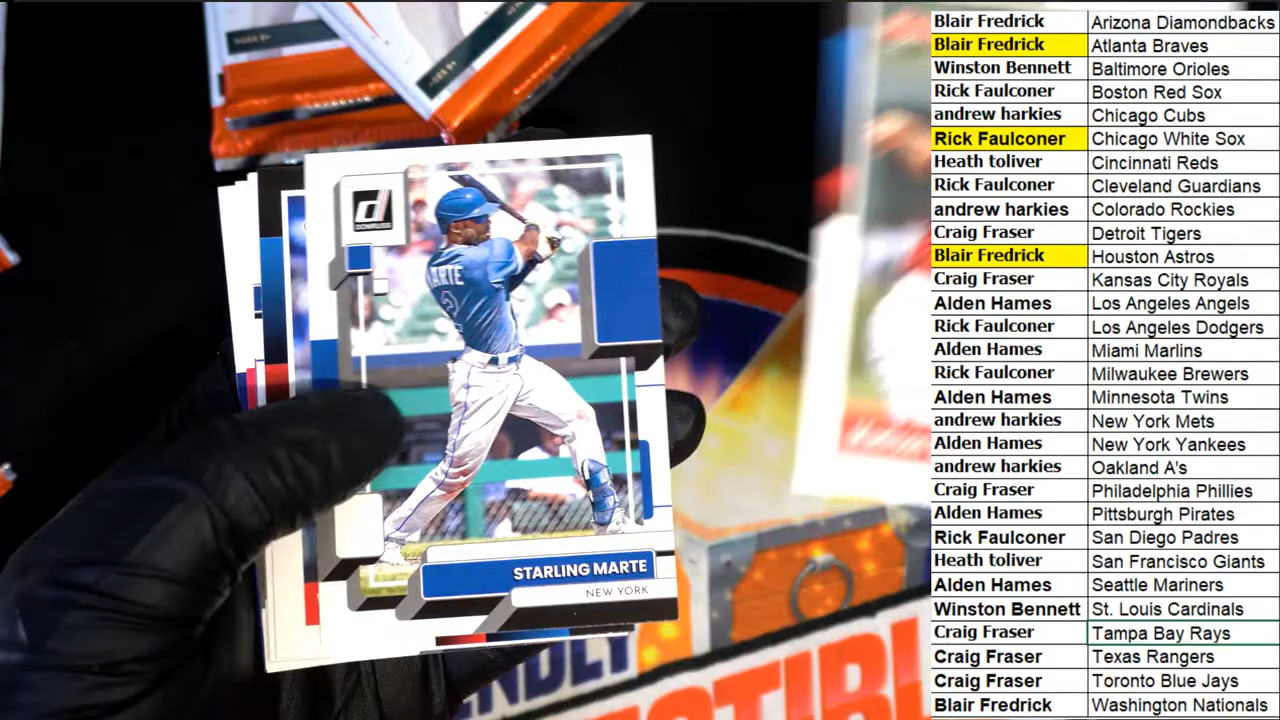 AGES 9+
AGES 9+
d
DONRUSS
MARTE
STARLING MARTE
NEW YORK
Blair Fredrick Arizona Diamondbacks
Blair Fredrick Atlanta Braves
Winston Bennett Baltimore Orioles
Rick Faulconer Boston Red Sox
andrew harkies Chicago Cubs
Rick Faulconer Chicago White Sox
Heath toliver Cincinnati Reds
Rick Faulconer Cleveland Guardians
andrew harkies Colorado Rockies
Craig Fraser Detroit Tigers
Blair Fredrick Houston Astros
Craig Fraser Kansas City Royals
Alden Hames Los Angeles Angels
Rick Faulconer Los Angeles Dodgers
Alden Hames Miami Marlins
Rick Faulconer Milwaukee Brewers
Alden Hames Minnesota Twins
andrew harkies New York Mets
Alden Hames New York Yankees
andrew harkies Oakland A's
Craig Fraser Philadelphia Phillies
Alden Hames Pittsburgh Pirates
Rick Faulconer San Diego Padres
Heath toliver San Francisco Giants
Alden Hames Seattle Mariners
Winston Bennett St. Louis Cardinals
Craig Fraser Tampa Bay Rays
Craig Fraser Texas Rangers
Craig Fraser Toronto Blue Jays
Blair Fredrick Washington Nationals